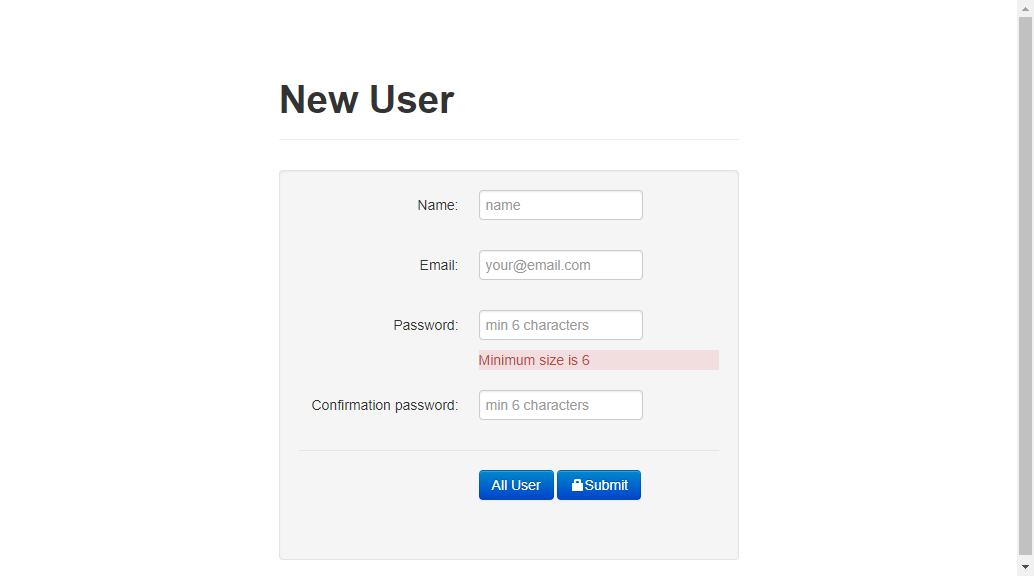 New User
Name: name
Email: your@email.com
Password: min 6 characters
Minimum size is 6
Confirmation password: min 6 characters
All User Submit